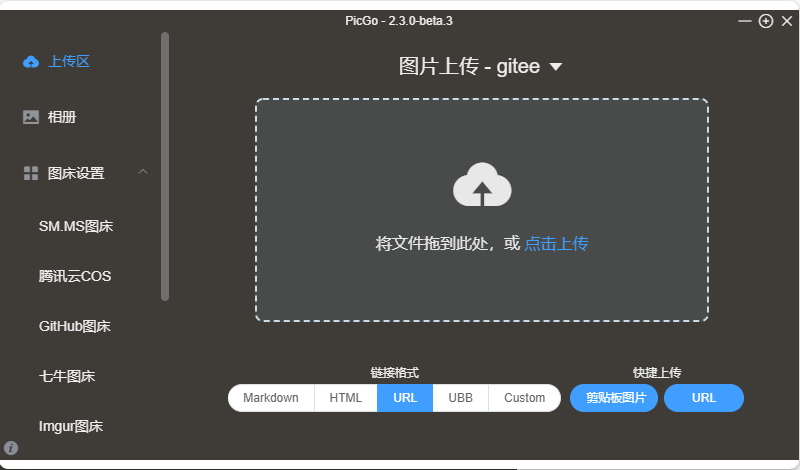 PicGo - 2.3.0-beta.3
上传区
相册
图床设置
SM.MS图床
腾讯云COS
GitHub图床
七牛图床
Imgur图床
图片上传 - gitee
将文件拖到此处，或 点击上传
链接格式
Markdown HTML URL UBB Custom
快捷上传
剪贴板图片 URL